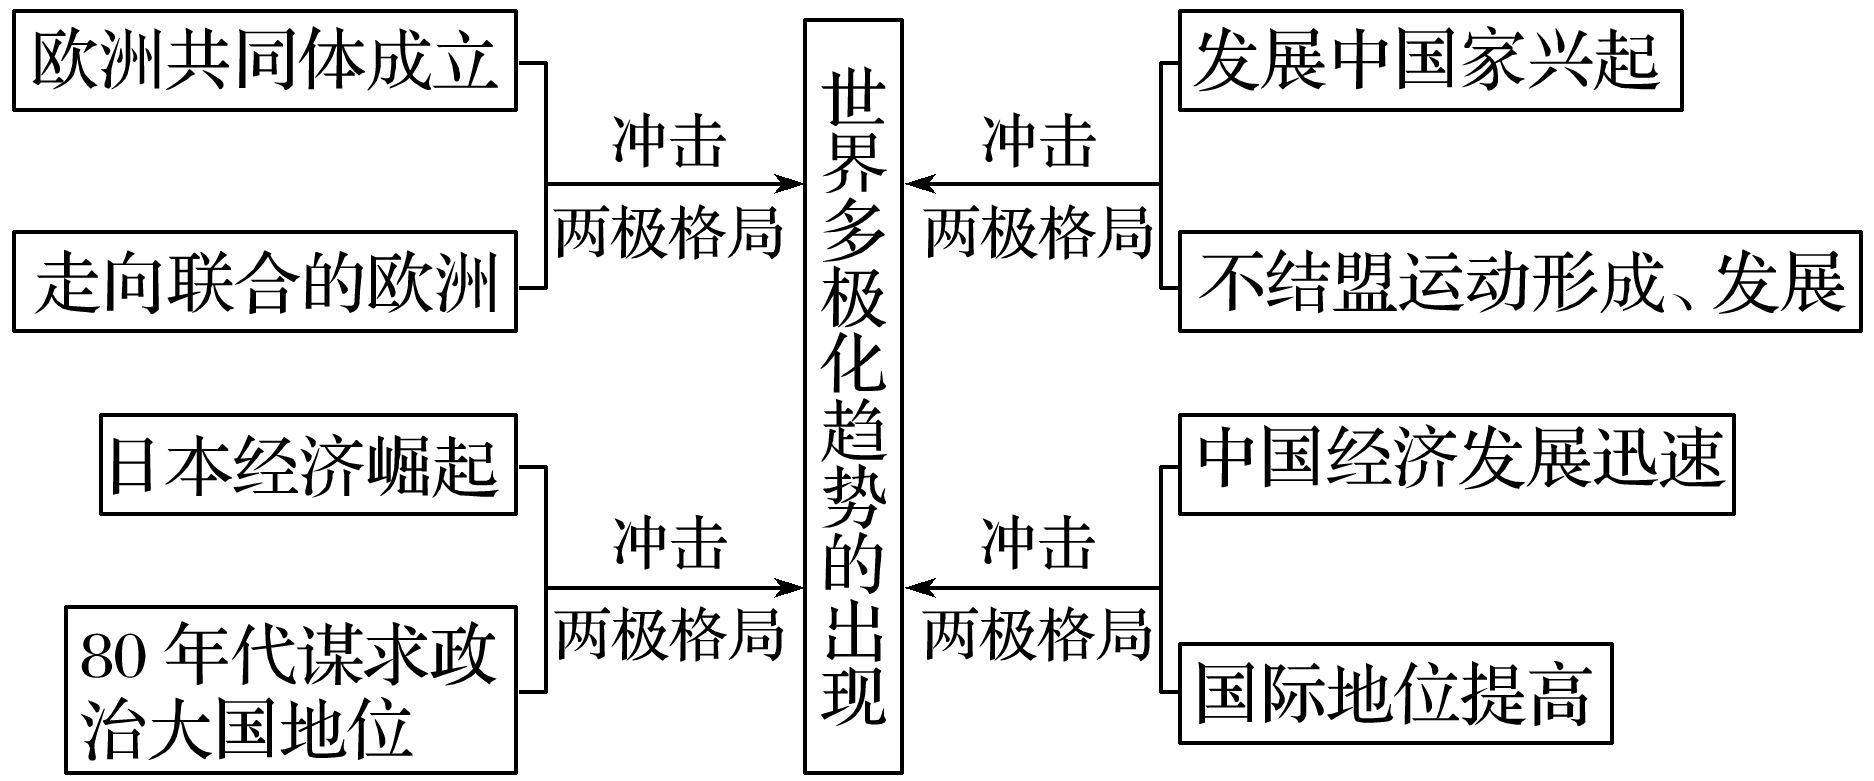 欧洲共同体成立
走向联合的欧洲
冲击
两极格局
日本经济崛起
80 年代谋求政
治大国地位
冲击
两极格局
世界多极化趋势的出现
发展中国家兴起
不结盟运动形成、发展
冲击
两极格局
中国经济发展迅速
国际地位提高
冲击
两极格局